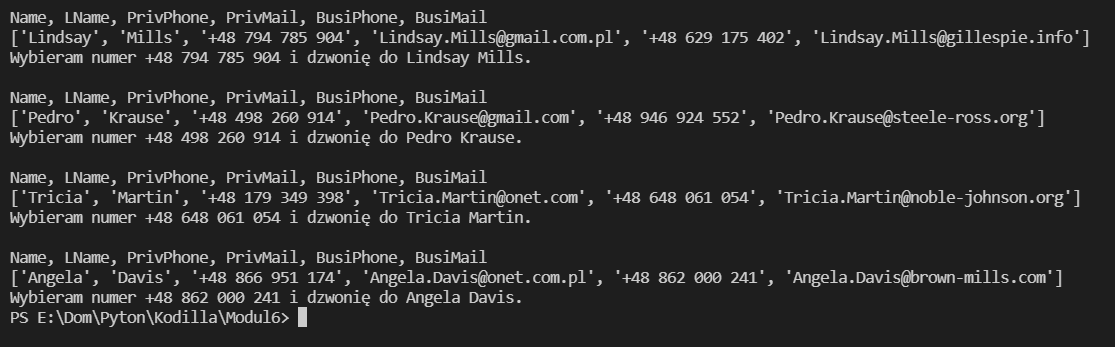 Name, LName, PrivPhone, PrivMail, BusiPhone, BusiMail
['Lindsay', 'Mills', '+48 794 785 904', 'Lindsay.Mills@gmail.com.pl', '+48 629 175 402', 'Lindsay.Mills@gillespie.info']
Wybieram numer +48 794 785 904 i dzwonię do Lindsay Mills.
Name, LName, PrivPhone, PrivMail, BusiPhone, BusiMail
['Pedro', 'Krause', '+48 498 260 914', 'Pedro.Krause@gmail.com', '+48 946 924 552', 'Pedro.Krause@steele-ross.org']
Wybieram numer +48 498 260 914 i dzwonię do Pedro Krause.
Name, LName, PrivPhone, PrivMail, BusiPhone, BusiMail
['Tricia', 'Martin', '+48 179 349 398', 'Tricia.Martin@onet.com', '+48 648 061 054', 'Tricia.Martin@noble-johnson.org']
Wybieram numer +48 648 061 054 i dzwonię do Tricia Martin.
Name, LName, PrivPhone, PrivMail, BusiPhone, BusiMail
['Angela', 'Davis', '+48 866 951 174', 'Angela.Davis@onet.com.pl', '+48 862 000 241', 'Angela.Davis@brown-mills.com']
Wybieram numer +48 862 000 241 i dzwonię do Angela Davis.
PS E:\Dom\Pyton\Kodilla\Modul6>